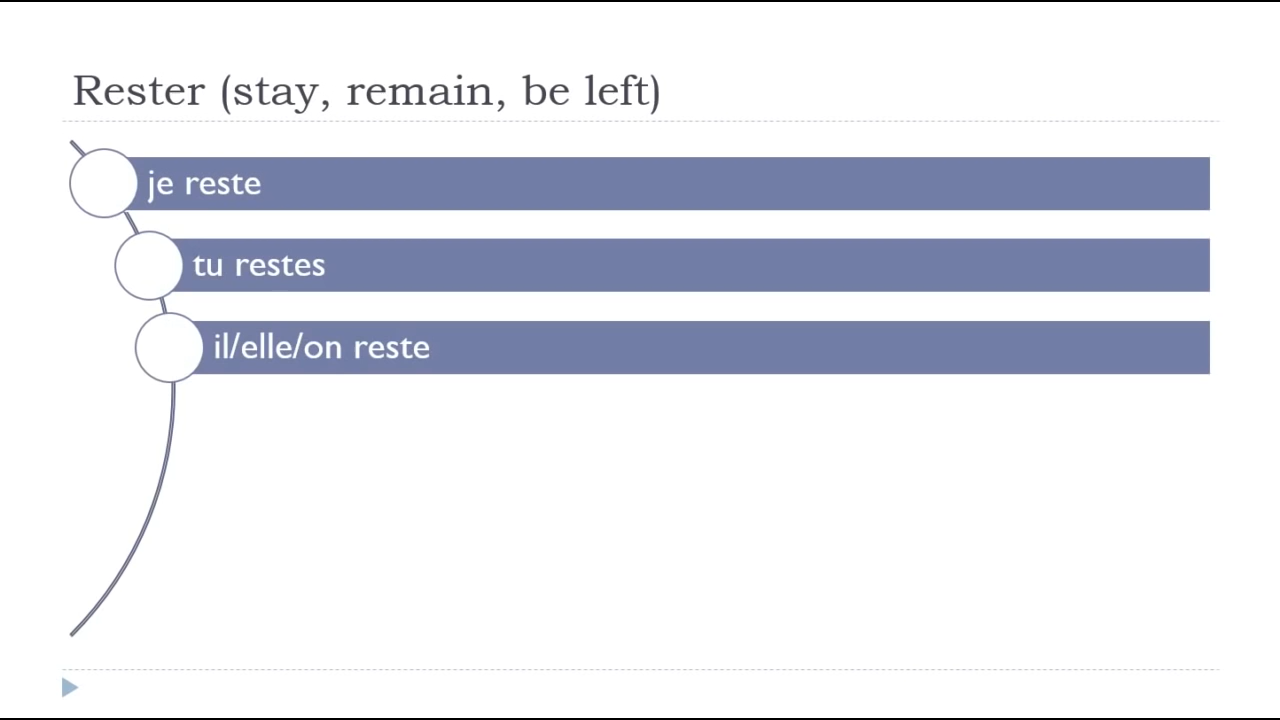 Rester (stay, remain, be left)
je reste
tu restes
il/elle/on reste